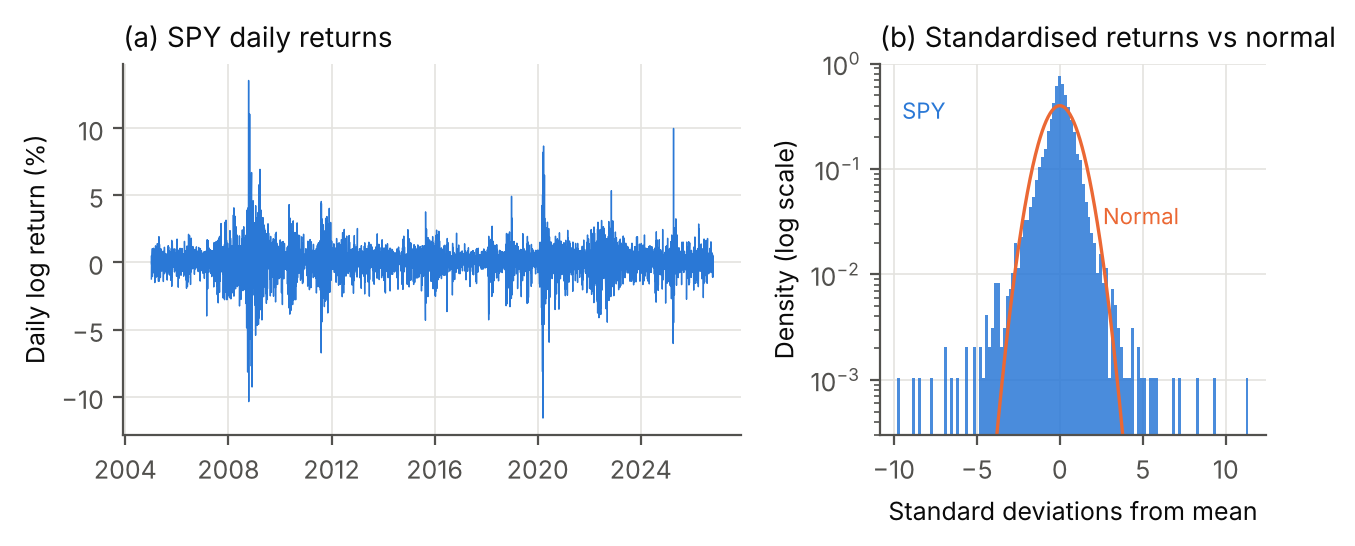 (a) SPY daily returns
Daily log return (%)
10
5
0
−5
−10
2004 2008 2012 2016 2020 2024
(b) Standardised returns vs normal
Density (log scale)
10⁰
10⁻¹
10⁻²
10⁻³
SPY
Normal
−10 −5 0 5 10
Standard deviations from mean